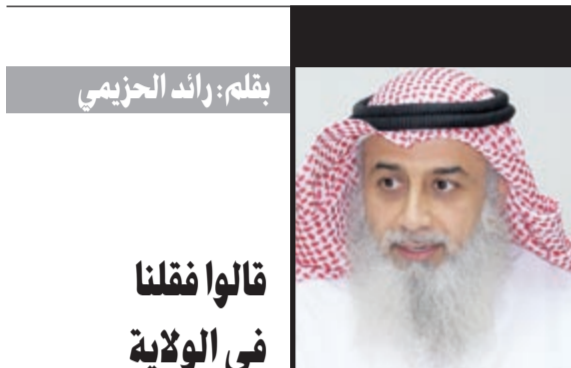 بقلم: رائد الحزيمي
قالوا فقلنا
في الولاية